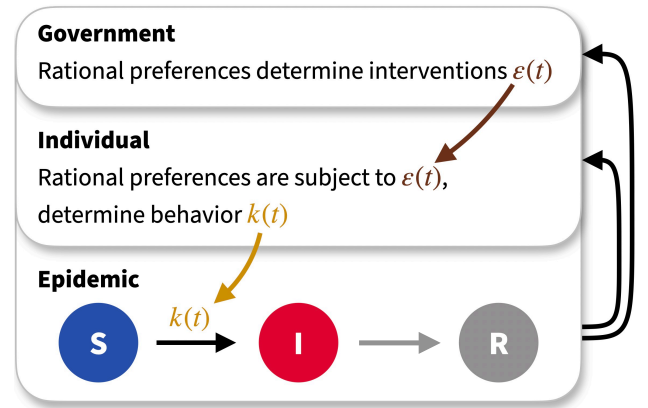 Government
Rational preferences determine interventions ε(t)
Individual
Rational preferences are subject to ε(t),
determine behavior k(t)
Epidemic
k(t)
S
I
R